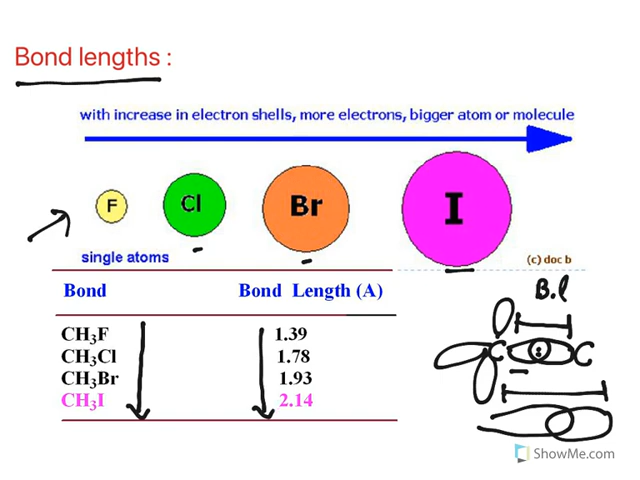 Bond lengths :
with increase in electron shells, more electrons, bigger atom or molecule
F Cl Br I
single atoms (c) doc b
Bond Bond Length (A)
CH3F 1.39
CH3Cl 1.78
CH3Br 1.93
CH3I 2.14
B.l
C C
ShowMe.com